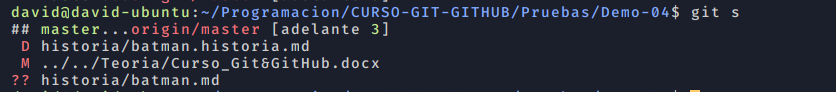 david@david-ubuntu:~/Programacion/CURSO-GIT-GITHUB/Pruebas/Demo-04$ git s
## master...origin/master [adelante 3]
 D historia/batman.historia.md
 M ../../Teoria/Curso_Git&GitHub.docx
?? historia/batman.md